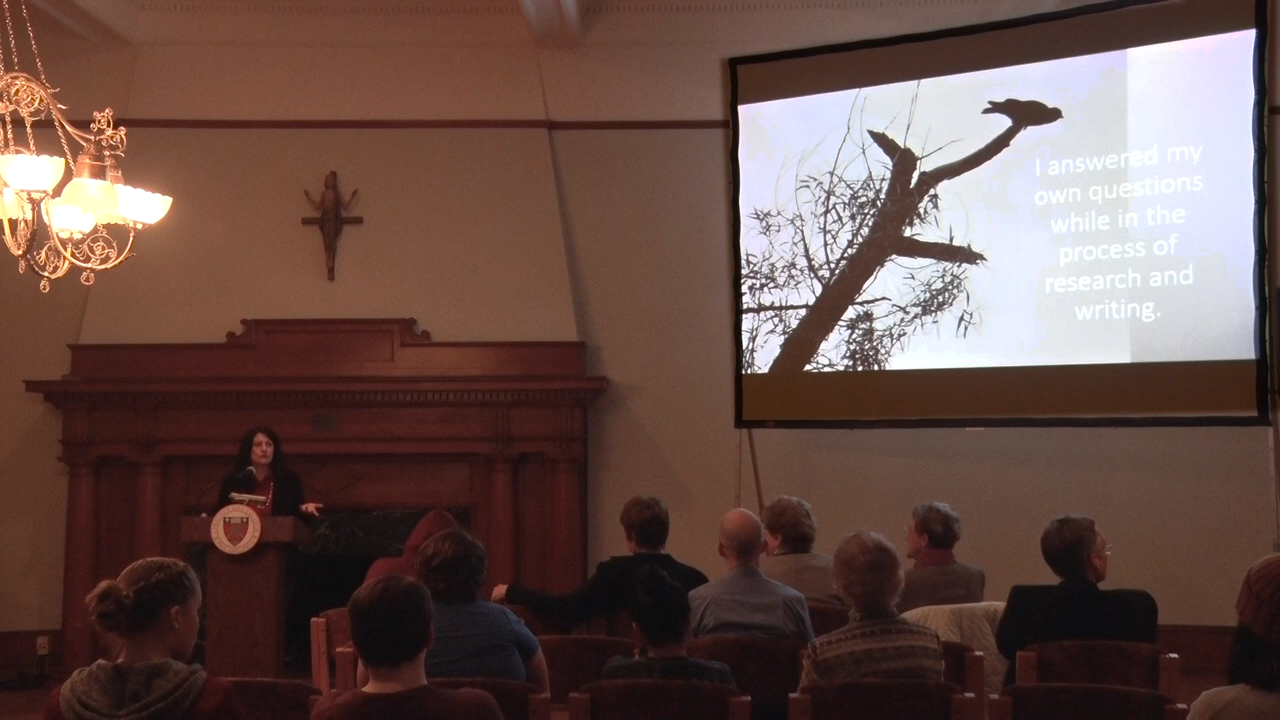 I answered my
own questions
while in the
process of
research and
writing.